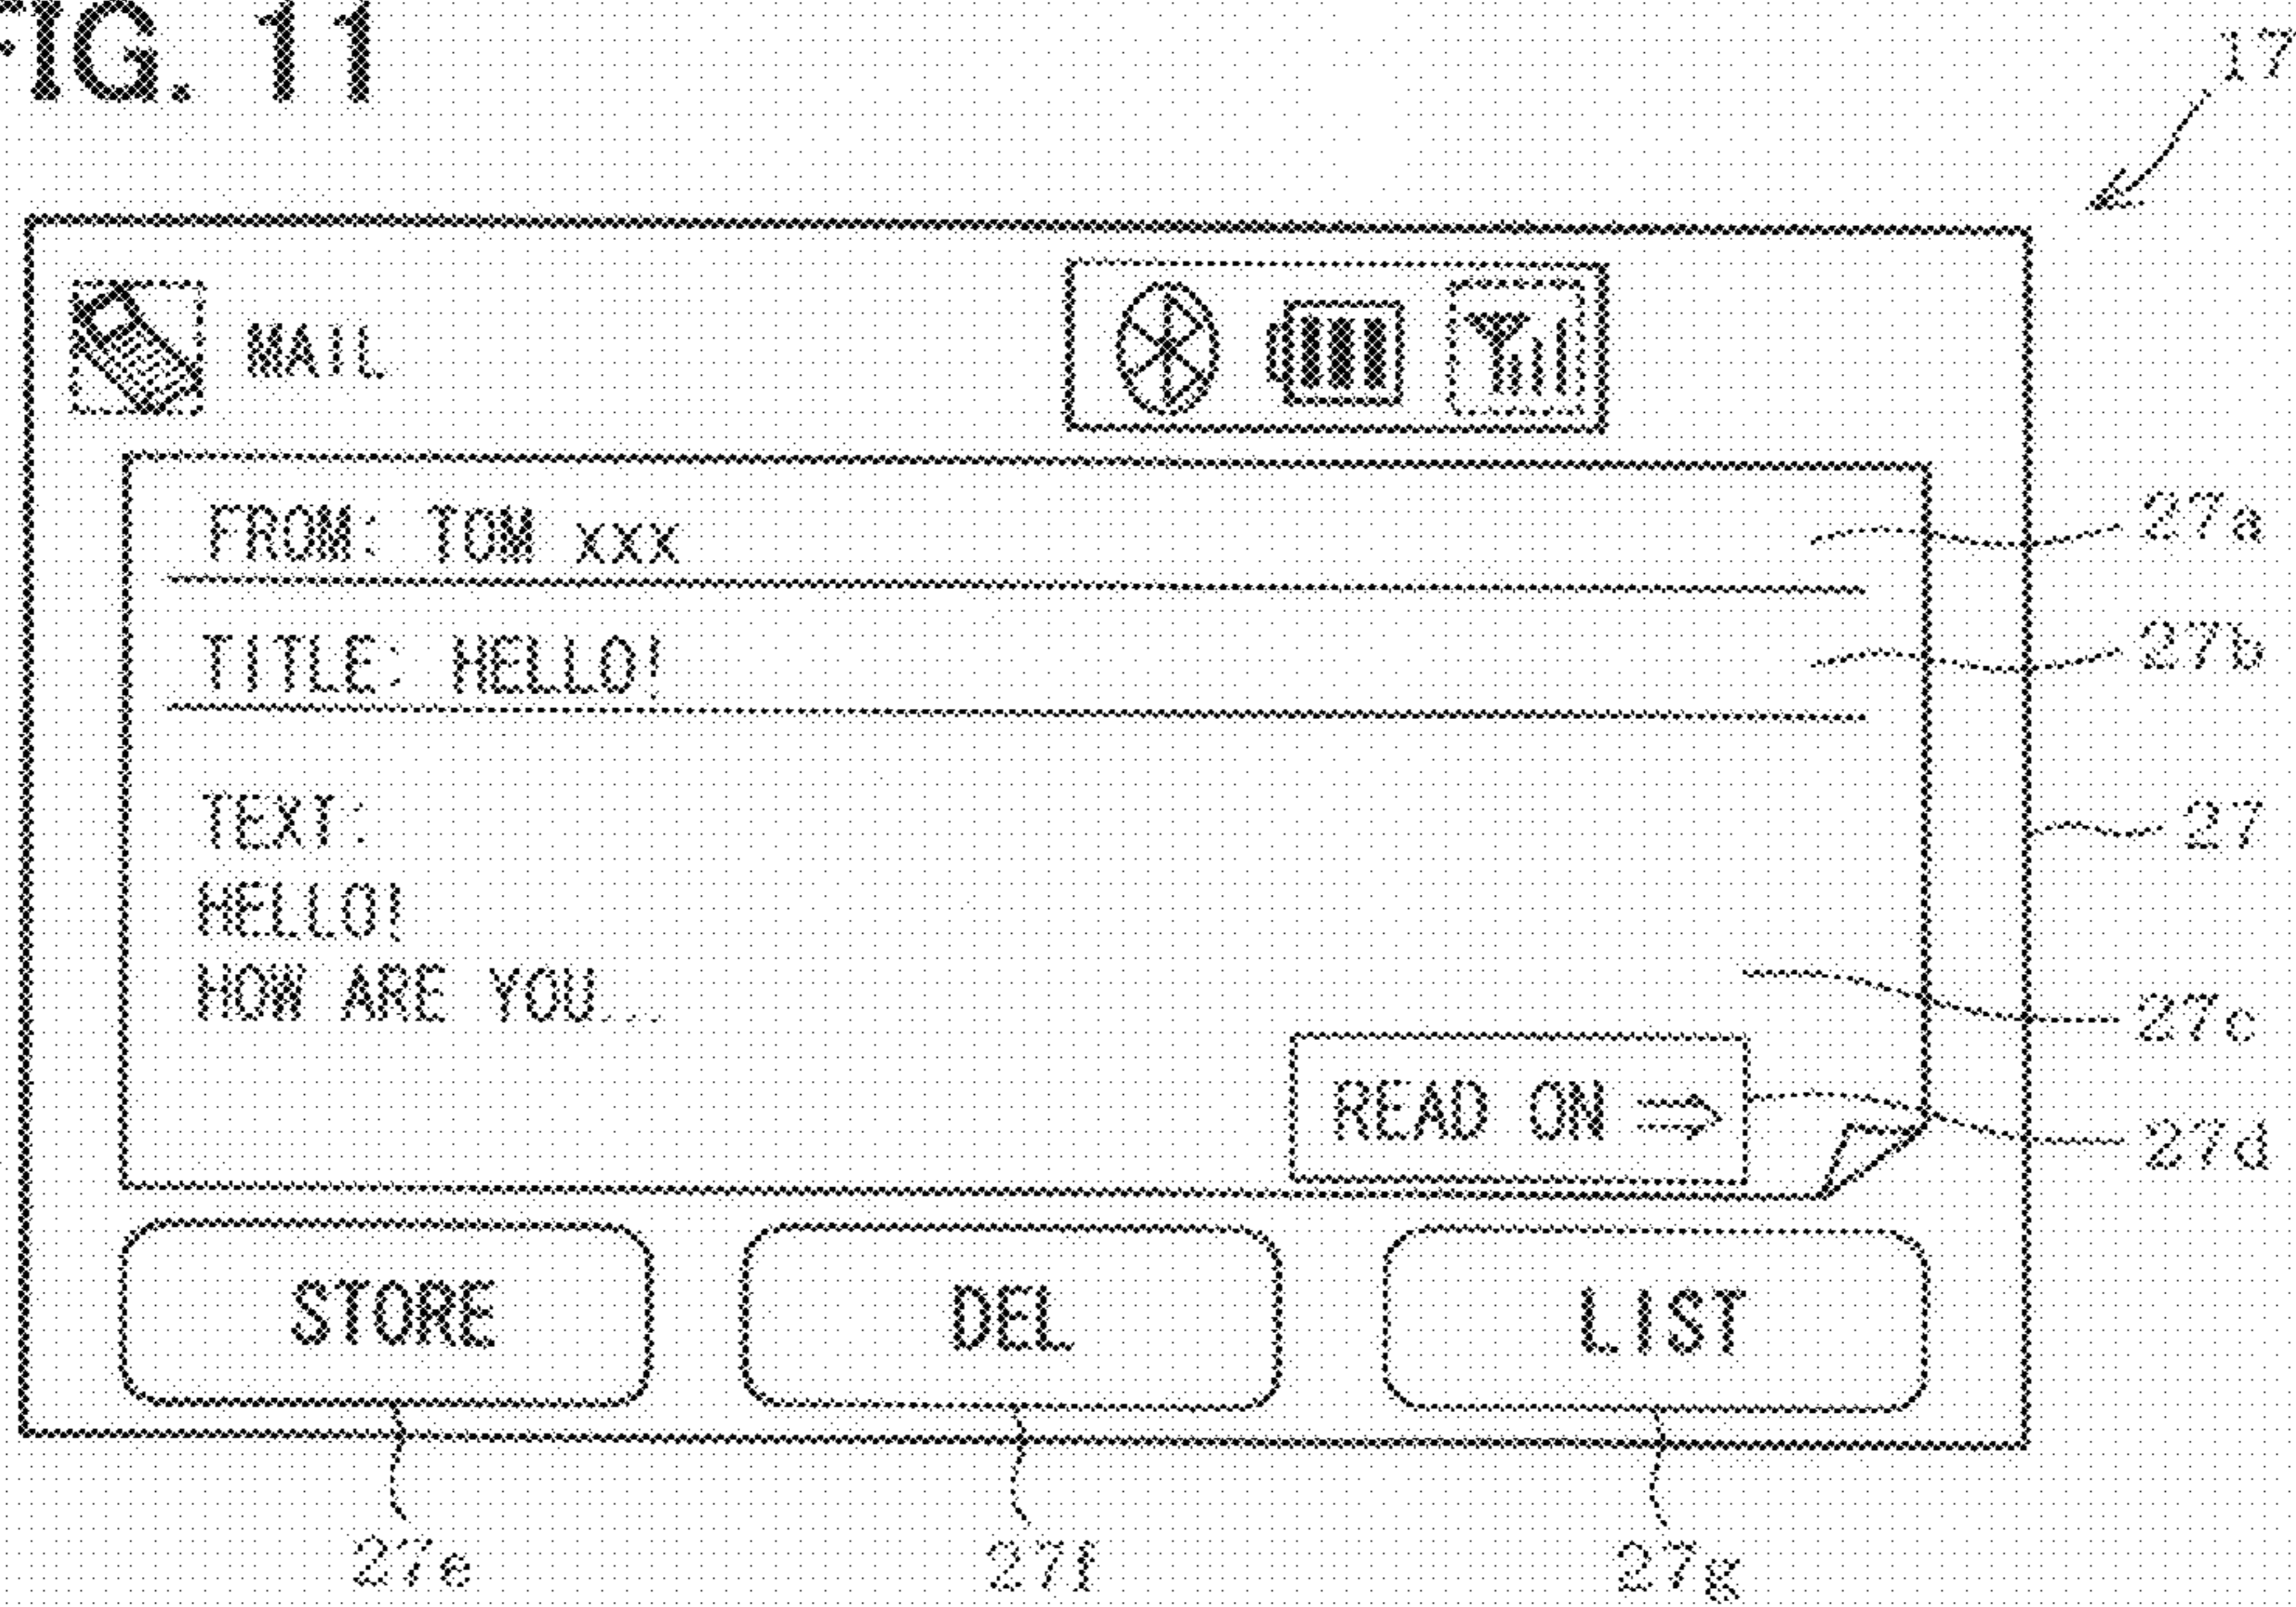 FIG. 11
17
MAIL
FROM: TOM xxx
27a
TITLE: HELLO!
27b
TEXT:
27
HELLO!
HOW ARE YOU...
27c
READ ON ⇒
27d
STORE
DEL
LIST
27e
27f
27g